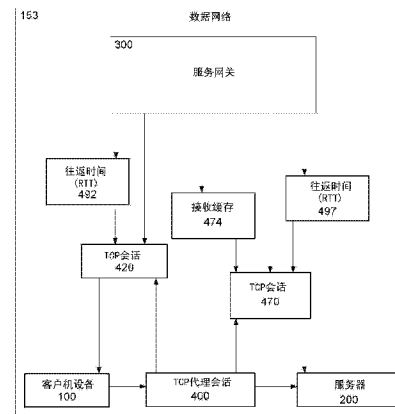 153
数据网络
300
服务网关
往返时间
(RTT)
492
接收缓存
474
往返时间
(RTT)
497
TCP会话
420
TCP会话
470
客户机设备
100
TCP代理会话
400
服务器
200